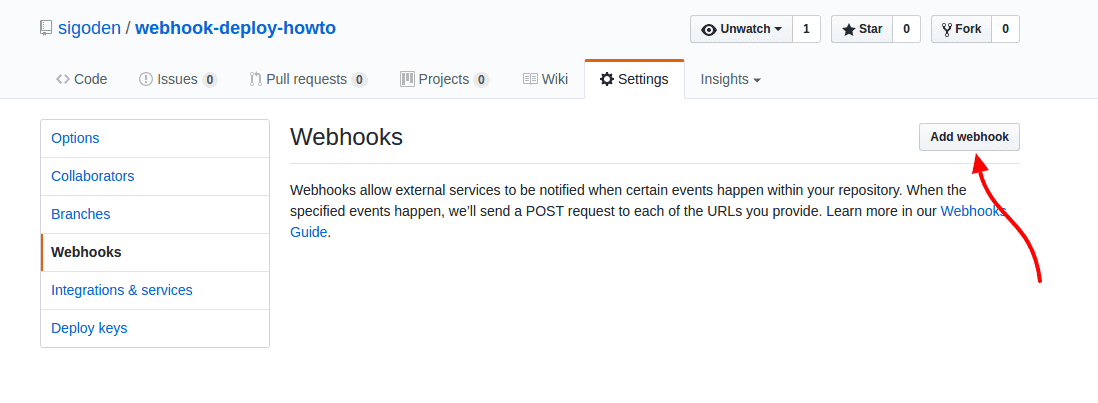 sigoden / webhook-deploy-howto
Unwatch 1 Star 0 Fork 0
Code Issues 0 Pull requests 0 Projects 0 Wiki Settings Insights
Options
Collaborators
Branches
Webhooks
Integrations & services
Deploy keys
Webhooks
Add webhook
Webhooks allow external services to be notified when certain events happen within your repository. When the
specified events happen, we'll send a POST request to each of the URLs you provide. Learn more in our Webhooks
Guide.